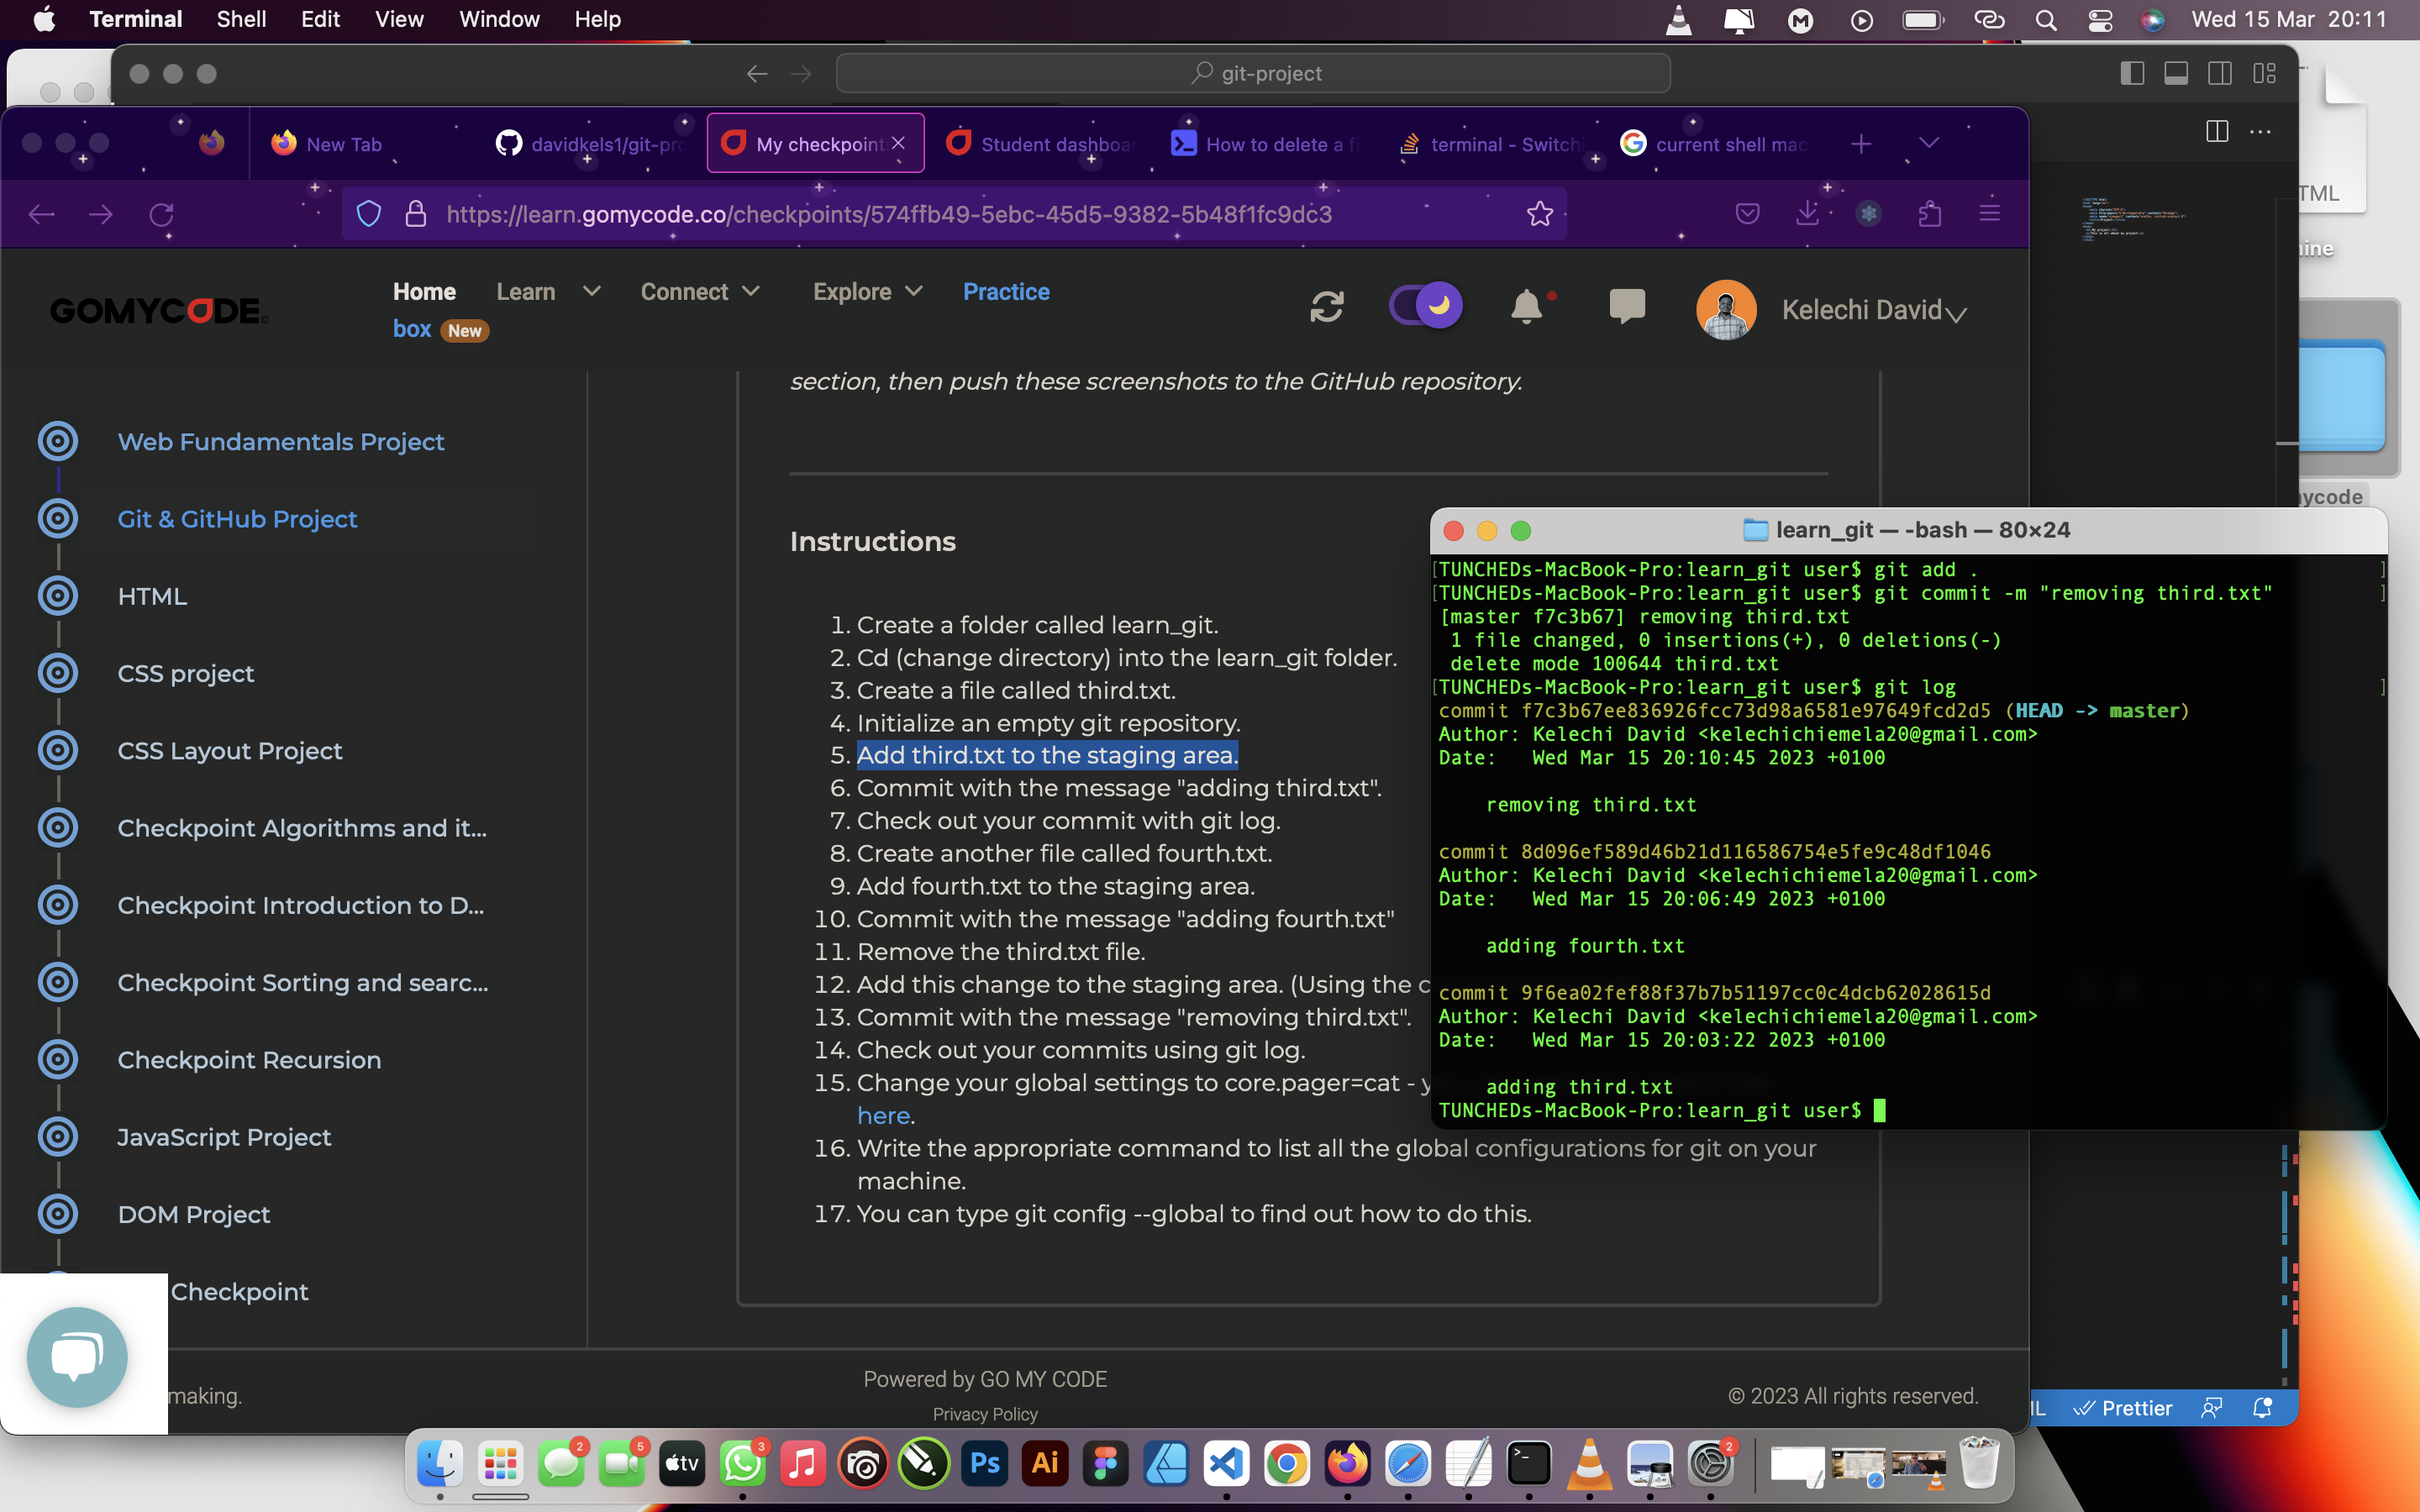 Terminal Shell Edit View Window Help
Wed 15 Mar 20:11
git-project
New Tab
davidkels1/git-pro
My checkpoint
Student dashboa
How to delete a fi
terminal - Switchi
current shell mac
TML
https://learn.gomycode.co/checkpoints/574ffb49-5ebc-45d5-9382-5b48f1fc9dc3
ine
GOMYCODE
Home Learn Connect Explore Practice
box New
Kelechi David
section, then push these screenshots to the GitHub repository.
Web Fundamentals Project
Git & GitHub Project
HTML
CSS project
CSS Layout Project
Checkpoint Algorithms and it...
Checkpoint Introduction to D...
Checkpoint Sorting and searc...
Checkpoint Recursion
JavaScript Project
DOM Project
Checkpoint
Instructions
1. Create a folder called learn_git.
2. Cd (change directory) into the learn_git folder.
3. Create a file called third.txt.
4. Initialize an empty git repository.
5. Add third.txt to the staging area.
6. Commit with the message "adding third.txt".
7. Check out your commit with git log.
8. Create another file called fourth.txt.
9. Add fourth.txt to the staging area.
10. Commit with the message "adding fourth.txt"
11. Remove the third.txt file.
12. Add this change to the staging area. (Using the c
13. Commit with the message "removing third.txt".
14. Check out your commits using git log.
15. Change your global settings to core.pager=cat - y
here.
16. Write the appropriate command to list all the global configurations for git on your
machine.
17. You can type git config --global to find out how to do this.
ycode
learn_git — -bash — 80×24
[TUNCHEDs-MacBook-Pro:learn_git user$ git add . ]
[TUNCHEDs-MacBook-Pro:learn_git user$ git commit -m "removing third.txt" ]
[master f7c3b67] removing third.txt
1 file changed, 0 insertions(+), 0 deletions(-)
delete mode 100644 third.txt
[TUNCHEDs-MacBook-Pro:learn_git user$ git log ]
commit f7c3b67ee836926fcc73d98a6581e97649fcd2d5 (HEAD -> master)
Author: Kelechi David <kelechichiemela20@gmail.com>
Date: Wed Mar 15 20:10:45 2023 +0100
removing third.txt
commit 8d096ef589d46b21d116586754e5fe9c48df1046
Author: Kelechi David <kelechichiemela20@gmail.com>
Date: Wed Mar 15 20:06:49 2023 +0100
adding fourth.txt
commit 9f6ea02fef88f37b7b51197cc0c4dcb62028615d
Author: Kelechi David <kelechichiemela20@gmail.com>
Date: Wed Mar 15 20:03:22 2023 +0100
adding third.txt
TUNCHEDs-MacBook-Pro:learn_git user$
making.
Powered by GO MY CODE
Privacy Policy
© 2023 All rights reserved.
Prettier
2
5
tv
3
Ps
Ai
2